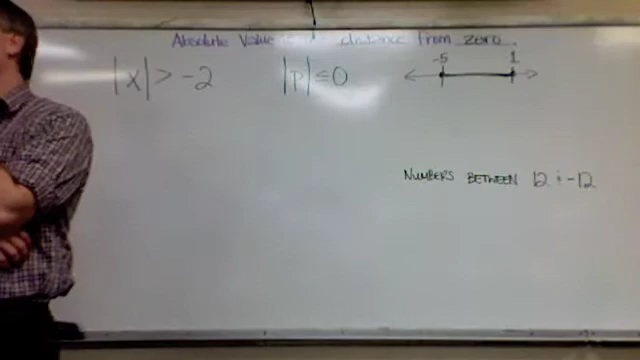 Absolute Value distance from zero.
|x| > -2 |p| ≤ 0 -5 1
NUMBERS BETWEEN 12 & -12